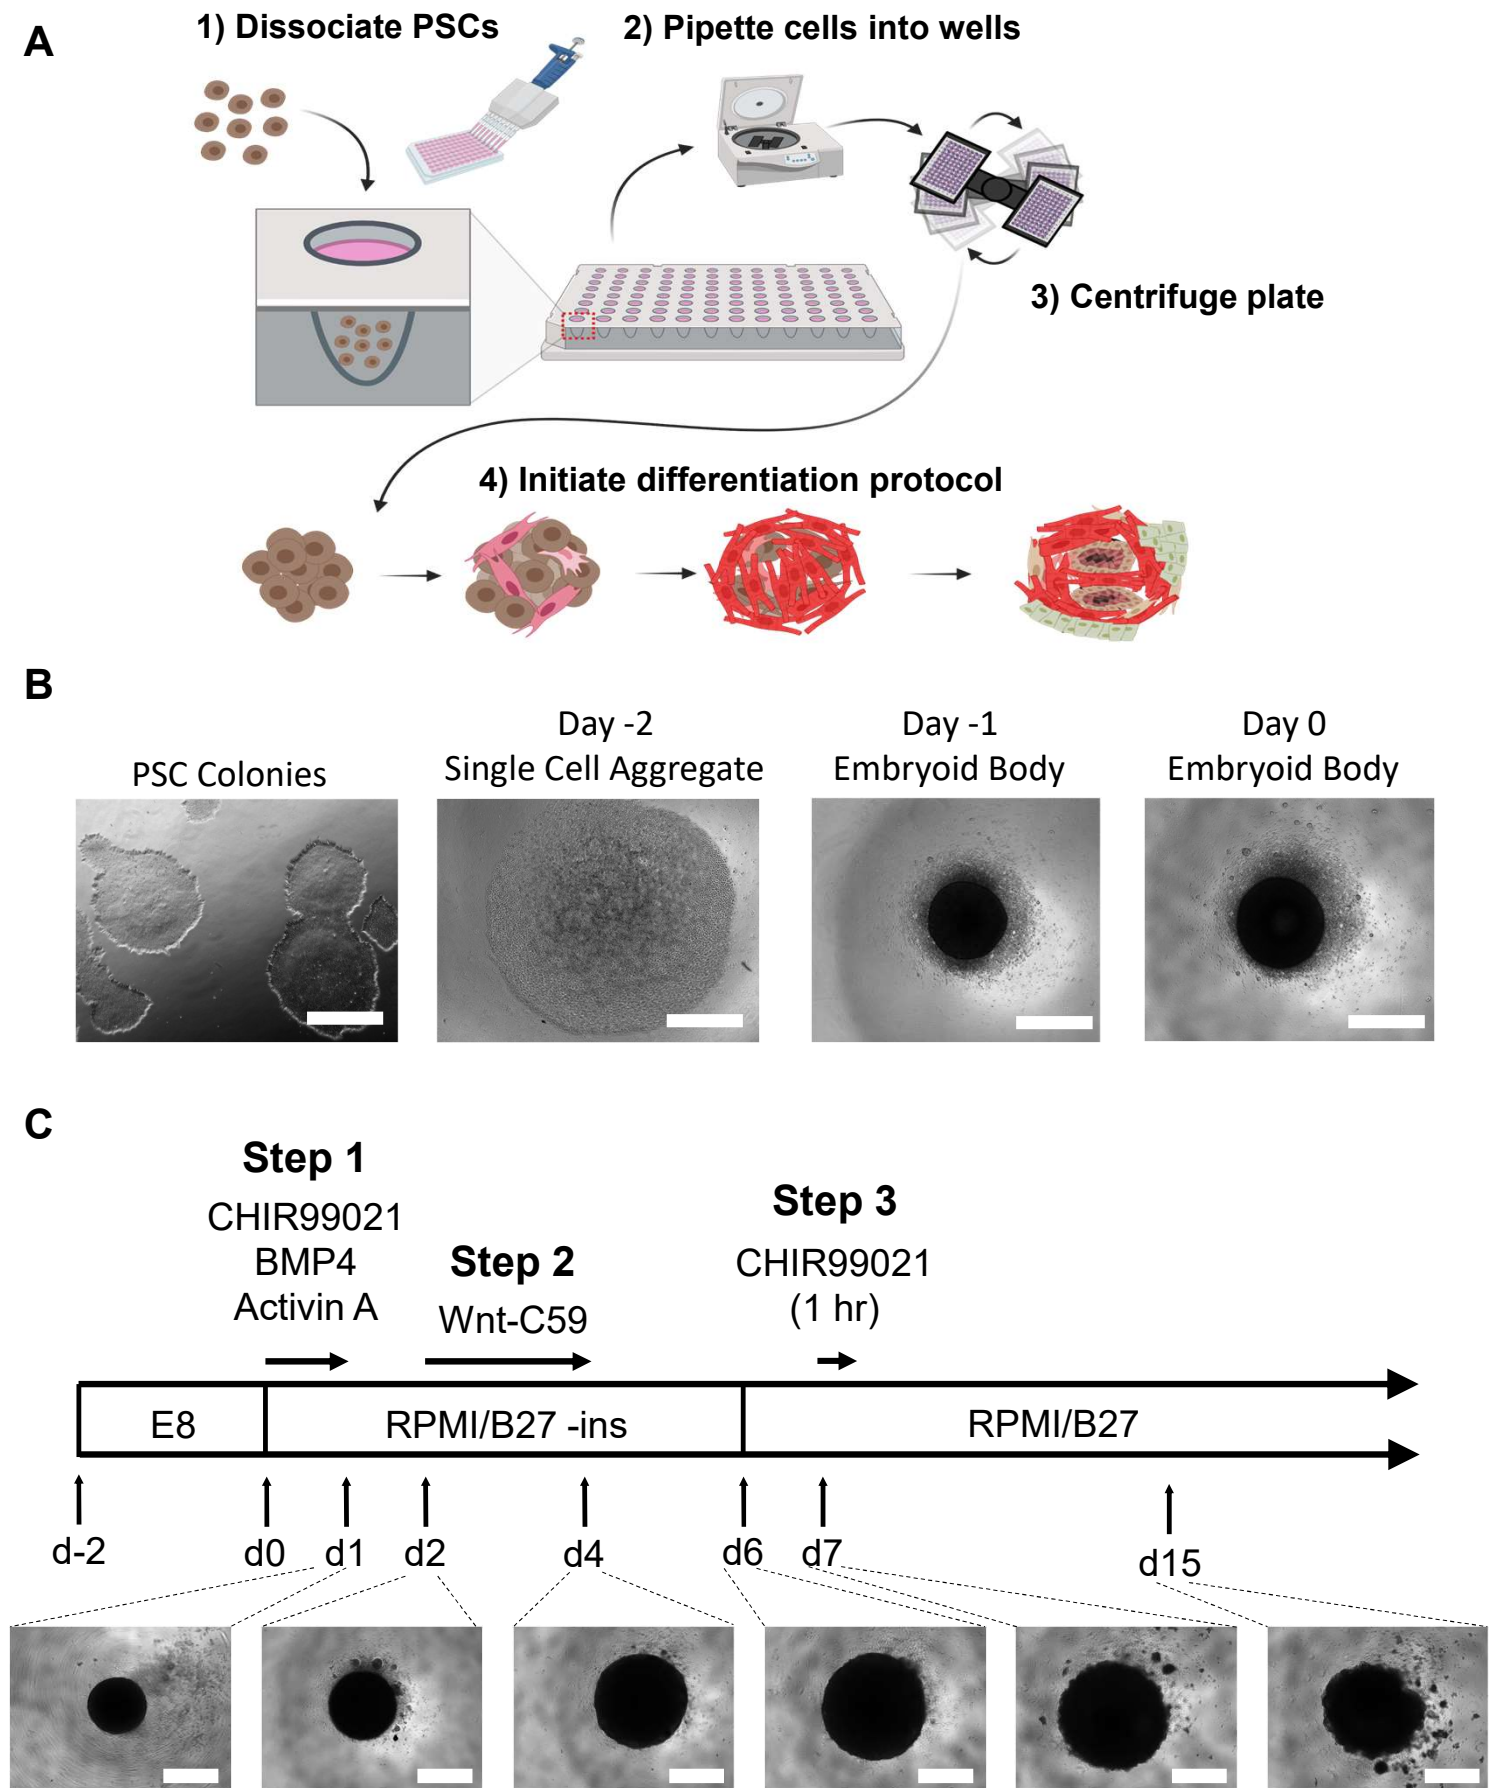 A
1) Dissociate PSCs
2) Pipette cells into wells
3) Centrifuge plate
4) Initiate differentiation protocol
B
PSC Colonies
Day -2
Single Cell Aggregate
Day -1
Embryoid Body
Day 0
Embryoid Body
C
Step 1
CHIR99021
BMP4
Activin A
Step 2
Wnt-C59
Step 3
CHIR99021
(1 hr)
E8
RPMI/B27 -ins
RPMI/B27
d-2
d0
d1
d2
d4
d6
d7
d15